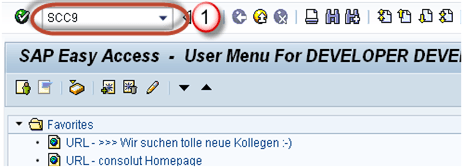 SCC9
1
SAP Easy Access - User Menu For DEVELOPER DEVE
Favorites
URL - >>> Wir suchen tolle neue Kollegen :-)
URL - consolut Homepage